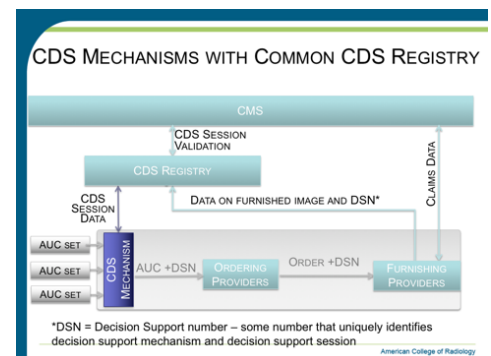 CDS MECHANISMS WITH COMMON CDS REGISTRY
CMS
CDS SESSION
VALIDATION
CDS REGISTRY
CLAIMS DATA
CDS
SESSION
DATA
DATA ON FURNISHED IMAGE AND DSN*
AUC SET
AUC SET
AUC SET
CDS
MECHANISM
AUC +DSN
ORDERING
PROVIDERS
ORDER +DSN
FURNISHING
PROVIDERS
*DSN = Decision Support number – some number that uniquely identifies
decision support mechanism and decision support session
American College of Radiology